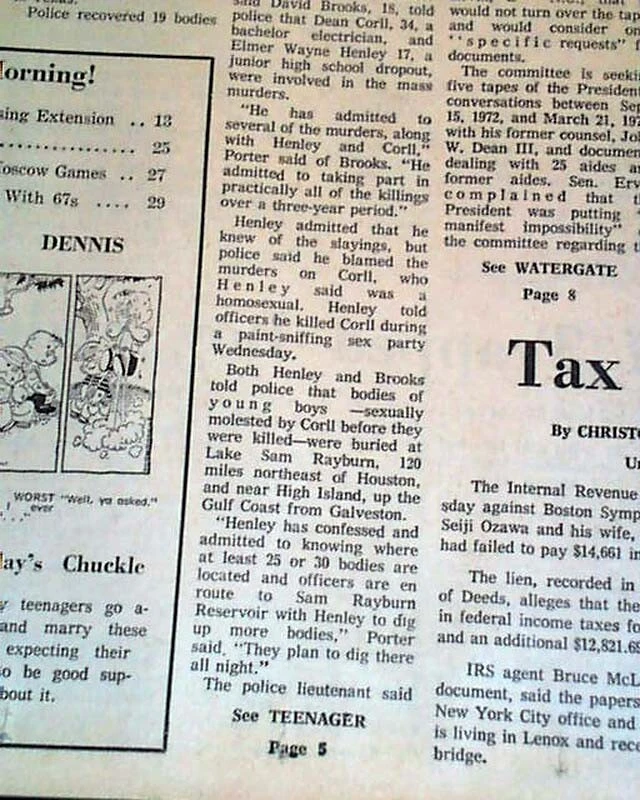 Police recovered 19 bodies
orning!
sing Extension .. 13
................. 25
oscow Games .. 27
With 67s .... 29
DENNIS
WORST "Well, ya asked."
ever
ay's Chuckle
teenagers go a-
and marry these
expecting their
o be good sup-
bout it.
said David Brooks, 18, told
police that Dean Corll, 34, a
bachelor electrician, and
Elmer Wayne Henley 17, a
junior high school dropout,
were involved in the mass
murders.
"He has admitted to
several of the murders, along
with Henley and Corll,"
Porter said of Brooks. "He
admitted to taking part in
practically all of the killings
over a three-year period."
Henley admitted that he
knew of the slayings, but
police said he blamed the
murders on Corll, who
Henley said was a
homosexual. Henley told
officers he killed Corll during
a paint-sniffing sex party
Wednesday.
Both Henley and Brooks
told police that bodies of
young boys —sexually
molested by Corll before they
were killed—were buried at
Lake Sam Rayburn, 120
miles northeast of Houston,
and near High Island, up the
Gulf Coast from Galveston.
"Henley has confessed and
admitted to knowing where
at least 25 or 30 bodies are
located and officers are en
route to Sam Rayburn
Reservoir with Henley to dig
up more bodies," Porter
said. "They plan to dig there
all night."
The police lieutenant said
See TEENAGER
Page 5
would not turn over the tap
and would consider on
"specific requests" f
documents.
The committee is seeki
five tapes of the President
conversations between Sep
15, 1972, and March 21, 197
with his former counsel, Jo
W. Dean III, and documen
dealing with 25 aides a
former aides. Sen. Erv
complained that t
President was putting
manifest impossibility"
the committee regarding t
See WATERGATE
Page 8
Tax
By CHRISTO
U
The Internal Revenue
sday against Boston Symp
Seiji Ozawa and his wife,
had failed to pay $14,661 in
The lien, recorded in
of Deeds, alleges that the
in federal income taxes fo
and an additional $12,821.6
IRS agent Bruce McL
document, said the papers
New York City office and
is living in Lenox and rece
bridge.